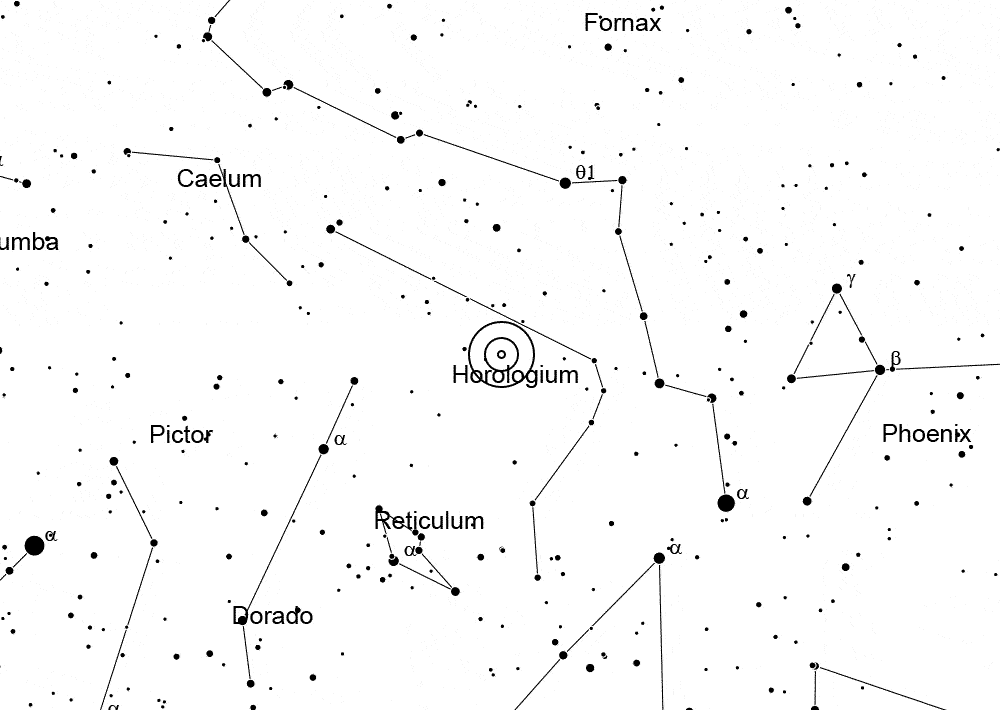 Fornax
θ1
Caelum
umba
γ
Horologium
β
α
Pictor
Phoenix
α
Reticulum
α
α
α
Dorado
α